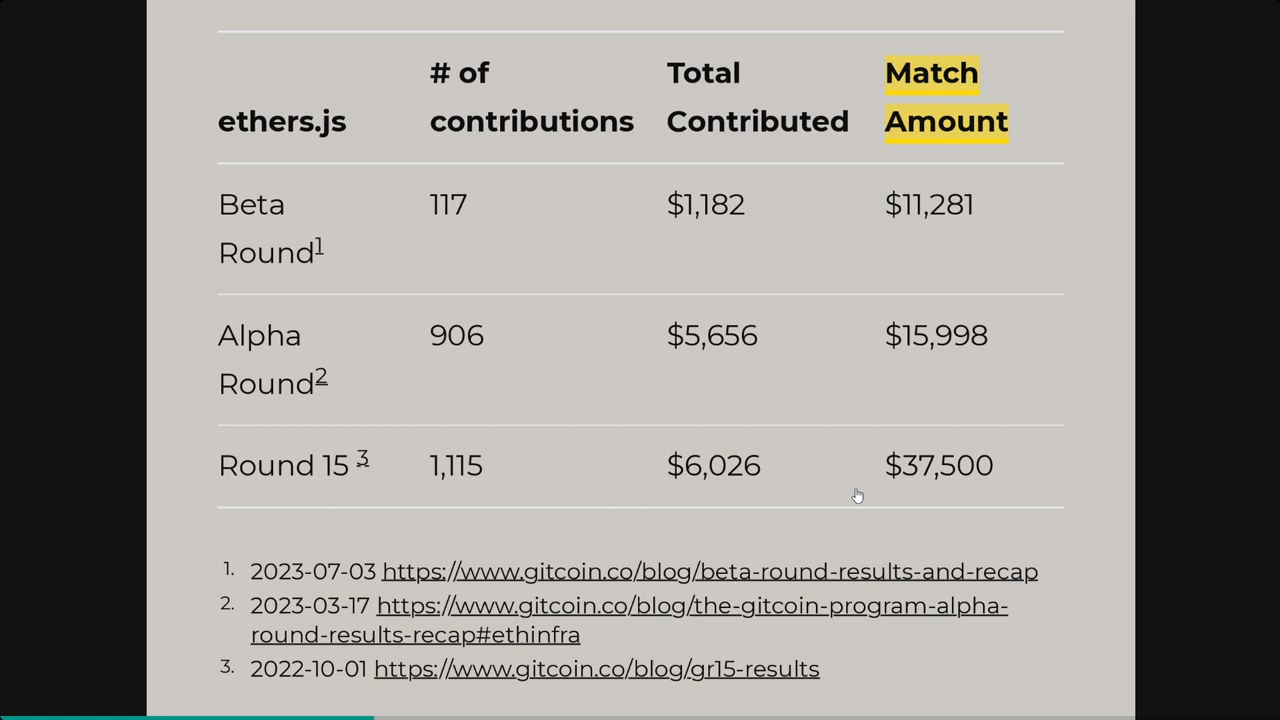 ethers.js # of contributions Total Contributed Match Amount
Beta Round1 117 $1,182 $11,281
Alpha Round2 906 $5,656 $15,998
Round 15 3 1,115 $6,026 $37,500
1. 2023-07-03 https://www.gitcoin.co/blog/beta-round-results-and-recap
2. 2023-03-17 https://www.gitcoin.co/blog/the-gitcoin-program-alpha-
round-results-recap#ethinfra
3. 2022-10-01 https://www.gitcoin.co/blog/gr15-results